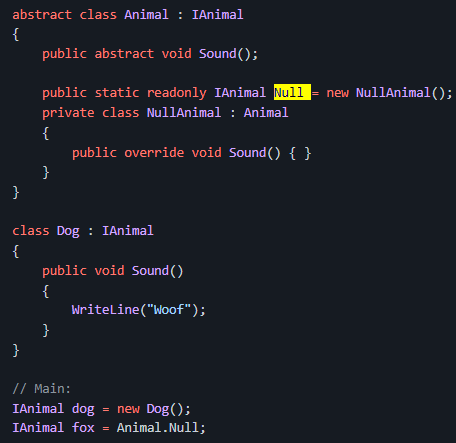 abstract class Animal : IAnimal
{
    public abstract void Sound();

    public static readonly IAnimal Null = new NullAnimal();
    private class NullAnimal : Animal
    {
        public override void Sound() { }
    }
}

class Dog : IAnimal
{
    public void Sound()
    {
        WriteLine("Woof");
    }
}

// Main:
IAnimal dog = new Dog();
IAnimal fox = Animal.Null;